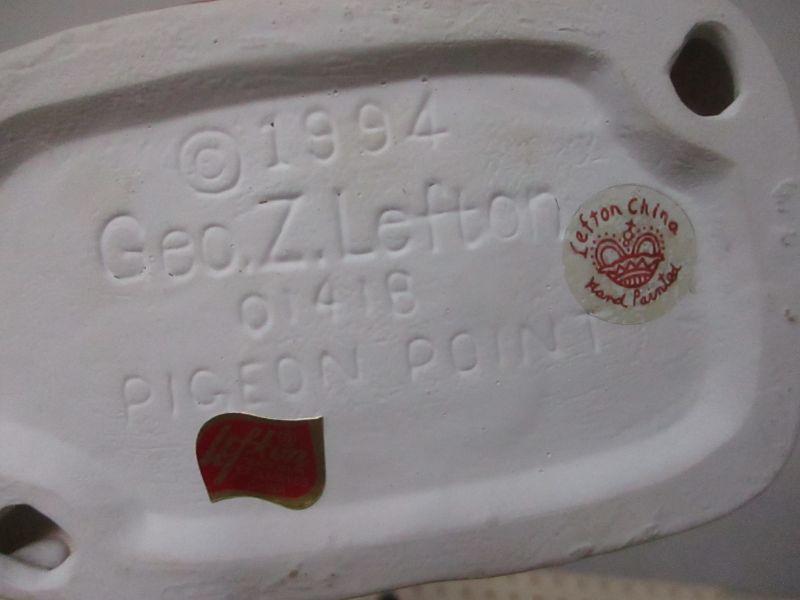 © 1994
Geo. Z. Lefton
01418
PIGEON POINT
Lefton China
Hand Painted
Lefton